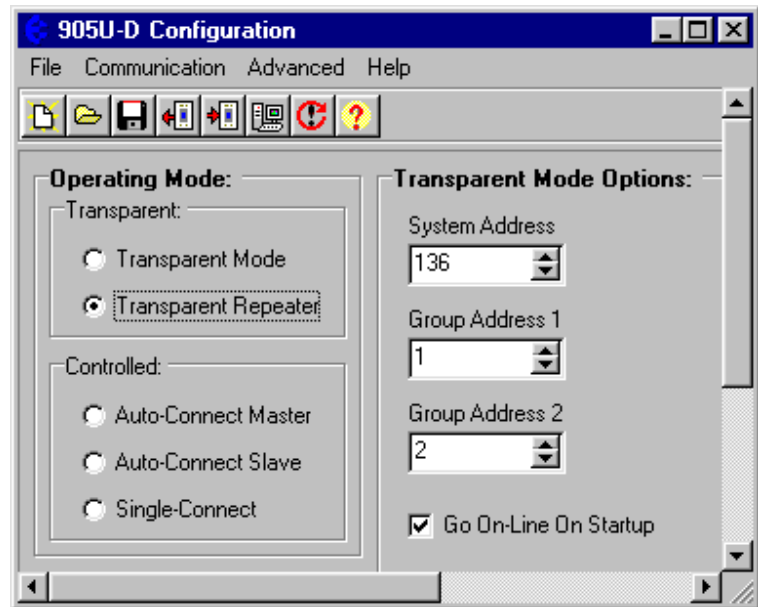 905U-D Configuration
File Communication Advanced Help
Operating Mode:
Transparent:
Transparent Mode
Transparent Repeater
Controlled:
Auto-Connect Master
Auto-Connect Slave
Single-Connect
Transparent Mode Options:
System Address
136
Group Address 1
1
Group Address 2
2
Go On-Line On Startup